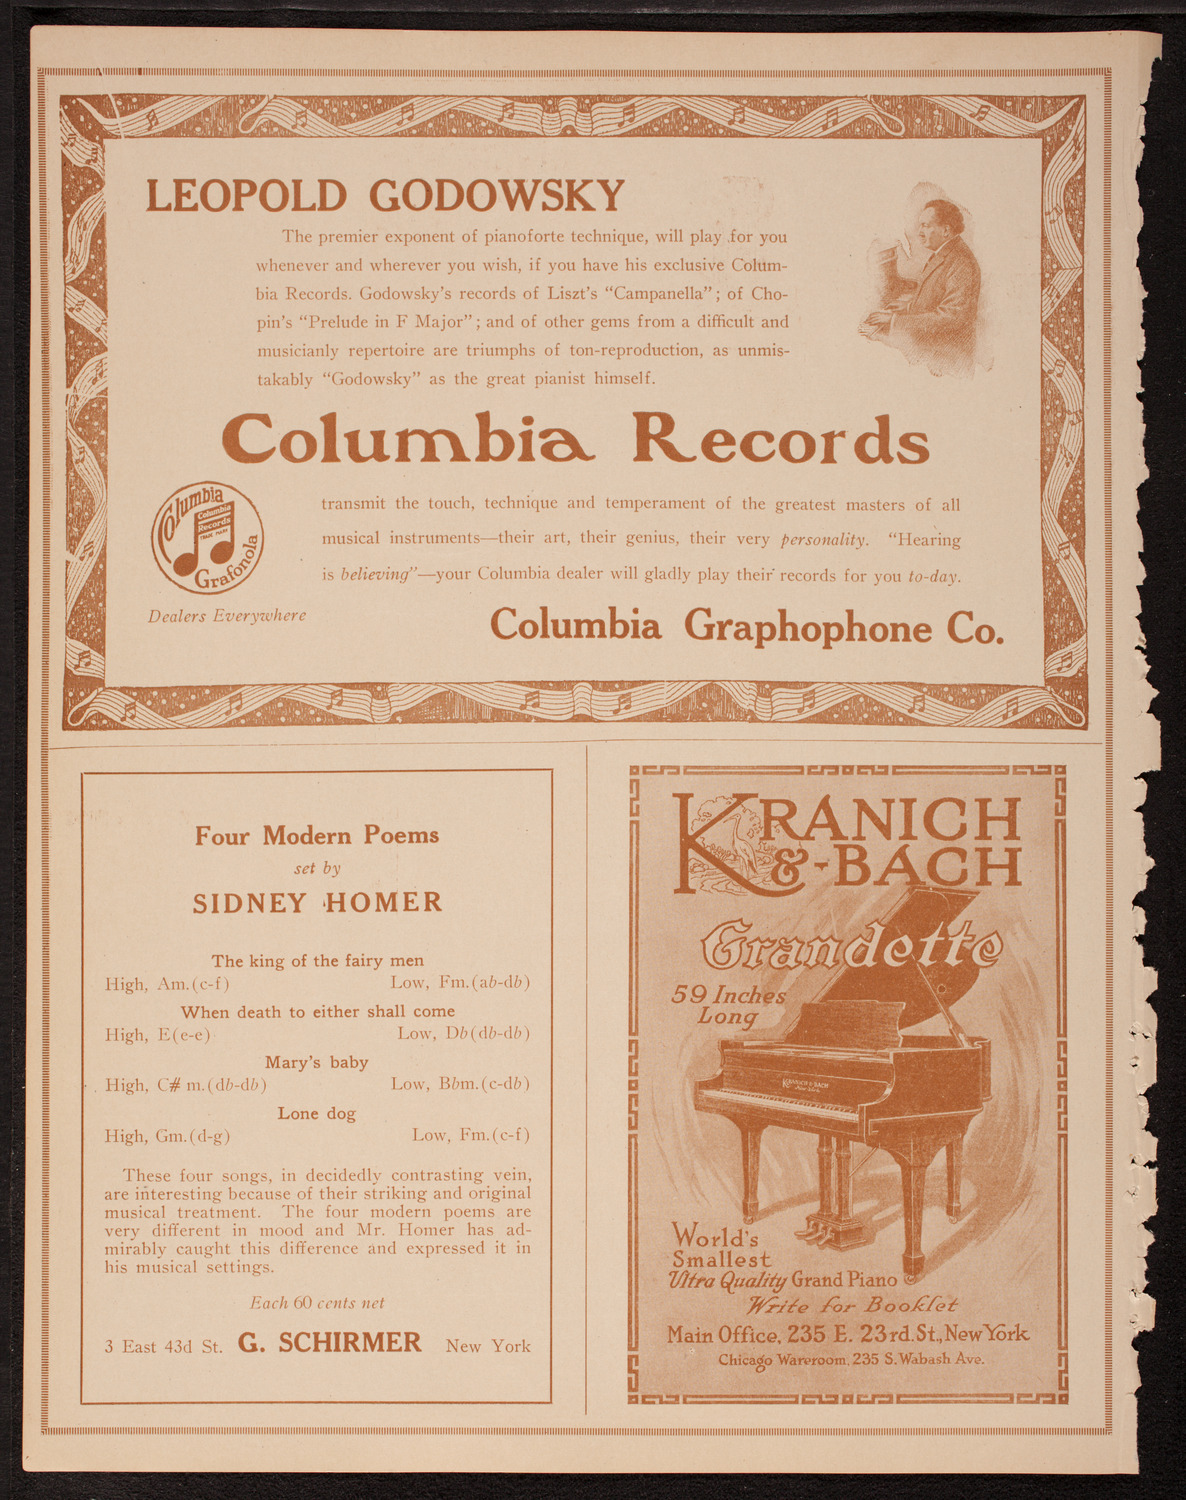 LEOPOLD GODOWSKY
The premier exponent of pianoforte technique, will play for you
whenever and wherever you wish, if you have his exclusive Colum-
bia Records. Godowsky's records of Liszt's "Campanella"; of Cho-
pin's "Prelude in F Major"; and of other gems from a difficult and
musicianly repertoire are triumphs of ton-reproduction, as unmis-
takably "Godowsky" as the great pianist himself.
Columbia Records
transmit the touch, technique and temperament of the greatest masters of all
musical instruments—their art, their genius, their very personality. "Hearing
is believing"—your Columbia dealer will gladly play their records for you to-day.
Columbia
Columbia
Records
TRADE MARK
Grafonola
Dealers Everywhere
Columbia Graphophone Co.
Four Modern Poems
set by
SIDNEY HOMER
The king of the fairy men
High, Am.(c-f) Low, Fm.(ab-db)
When death to either shall come
High, E(e-e) Low, Db(db-db)
Mary's baby
High, C# m.(db-db) Low, Bbm.(c-db)
Lone dog
High, Gm.(d-g) Low, Fm.(c-f)
These four songs, in decidedly contrasting vein,
are interesting because of their striking and original
musical treatment. The four modern poems are
very different in mood and Mr. Homer has ad-
mirably caught this difference and expressed it in
his musical settings.
Each 60 cents net
3 East 43d St. G. SCHIRMER New York
KRANICH
&-BACH
Grandette
59 Inches
Long
KRANICH & BACH
New York
World's
Smallest
Ultra Quality Grand Piano
Write for Booklet
Main Office, 235 E. 23rd. St., New York
Chicago Wareroom, 235 S. Wabash Ave.